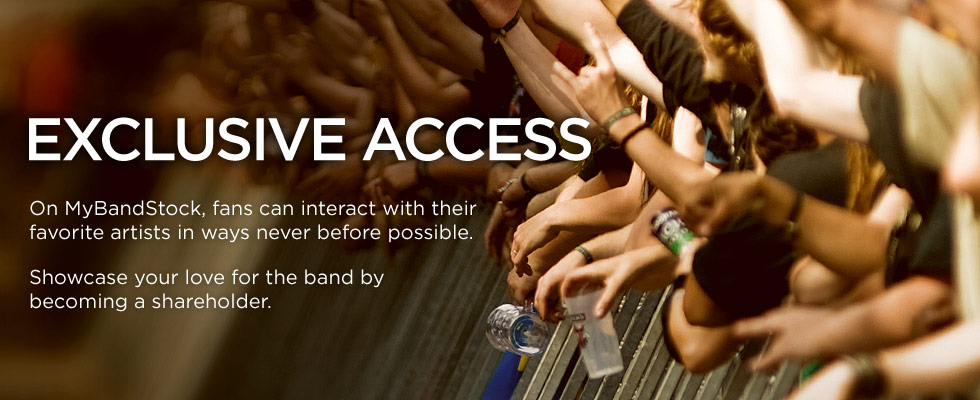 EXCLUSIVE ACCESS
On MyBandStock, fans can interact with their
favorite artists in ways never before possible.
Showcase your love for the band by
becoming a shareholder.